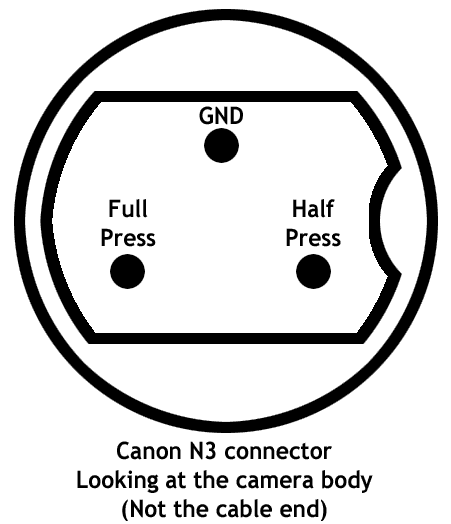 GND
Full
Press
Half
Press
Canon N3 connector
Looking at the camera body
(Not the cable end)